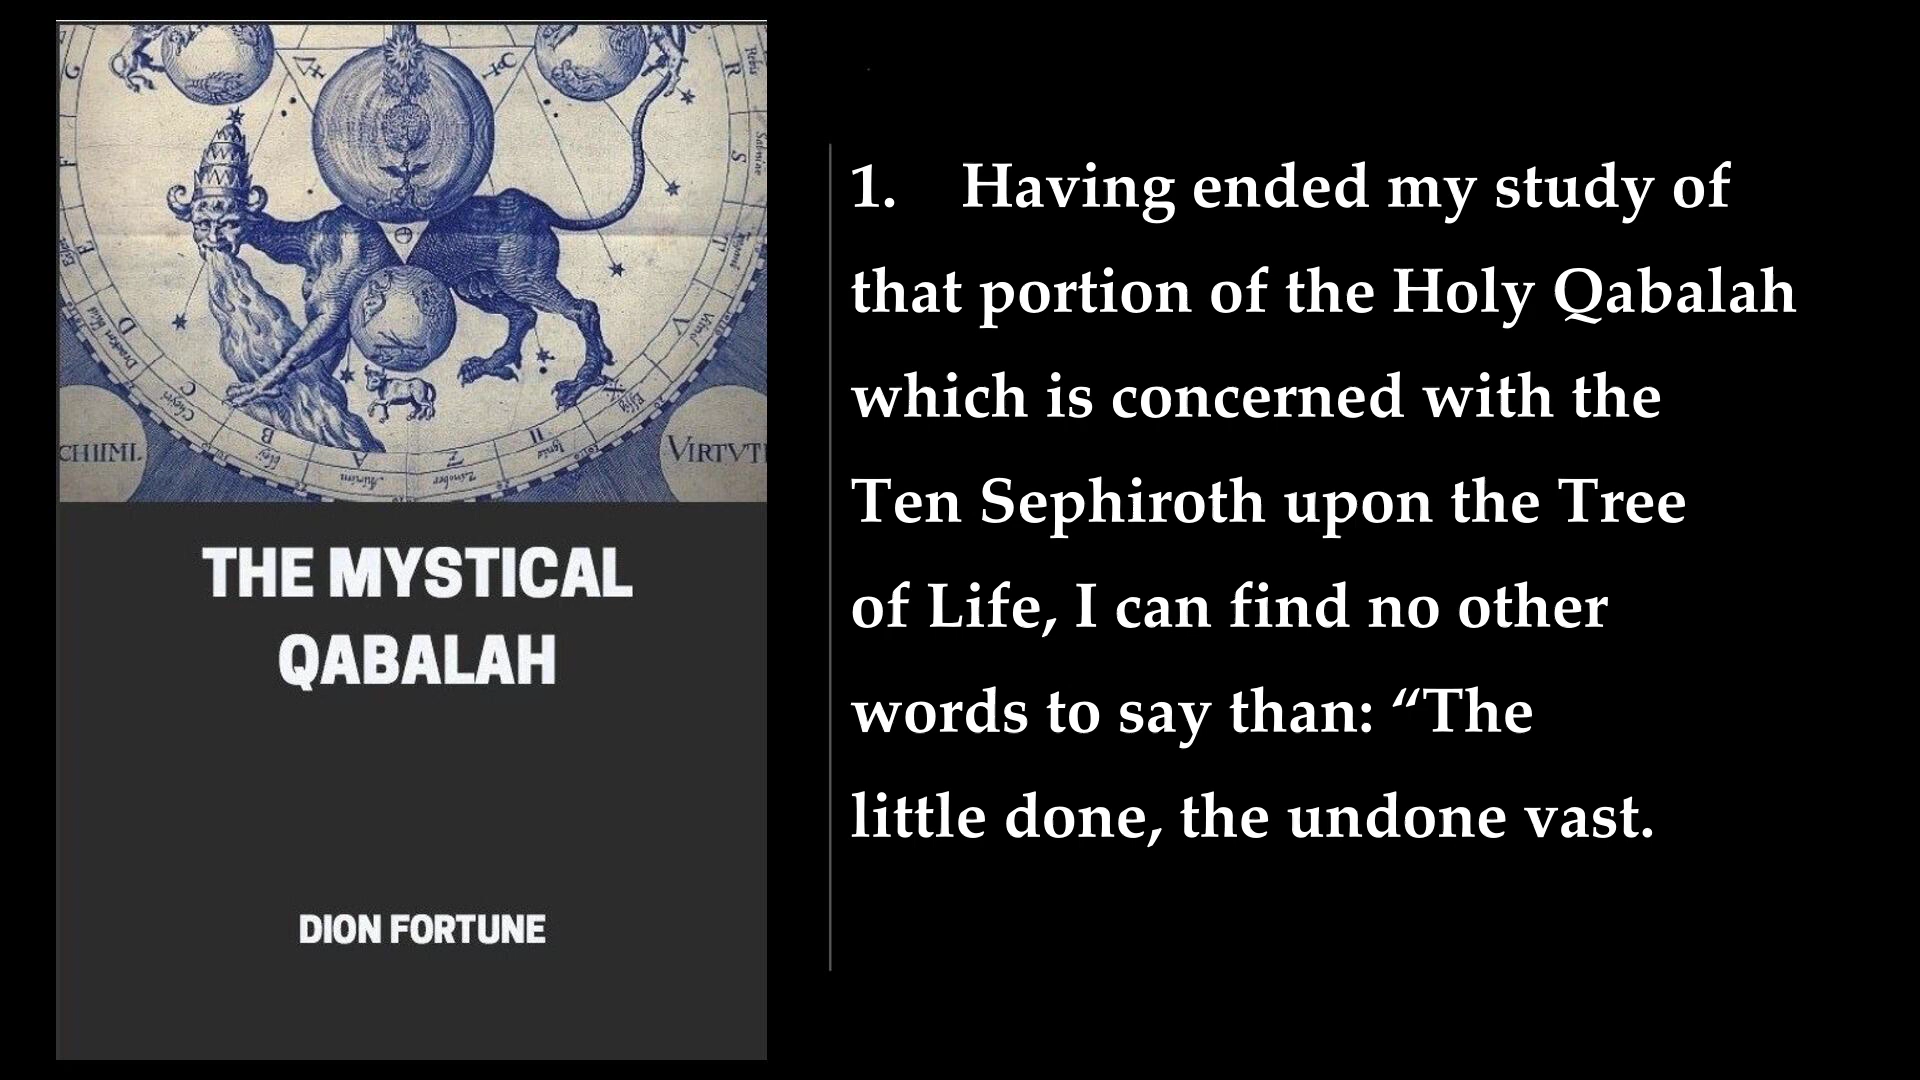 CHIIMI.
VIRTVTI
THE MYSTICAL
QABALAH
DION FORTUNE
1. Having ended my study of
that portion of the Holy Qabalah
which is concerned with the
Ten Sephiroth upon the Tree
of Life, I can find no other
words to say than: “The
little done, the undone vast.